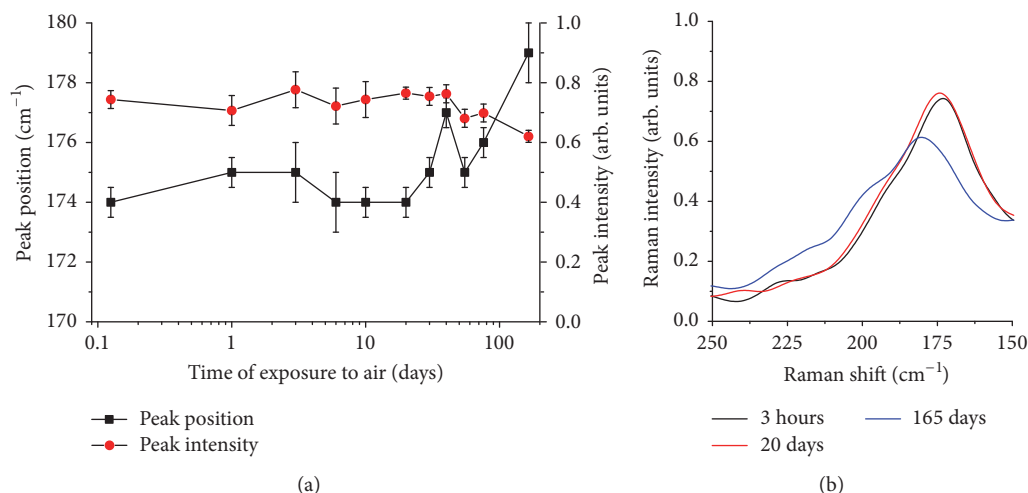 180
178
176
174
172
170
Peak position (cm⁻¹)
1.0
0.8
0.6
0.4
0.2
0.0
Peak intensity (arb. units)
0.1
1
10
100
Time of exposure to air (days)
Peak position
Peak intensity
(a)
1.0
0.8
0.6
0.4
0.2
0.0
Raman intensity (arb. units)
250
225
200
175
150
Raman shift (cm⁻¹)
3 hours
165 days
20 days
(b)